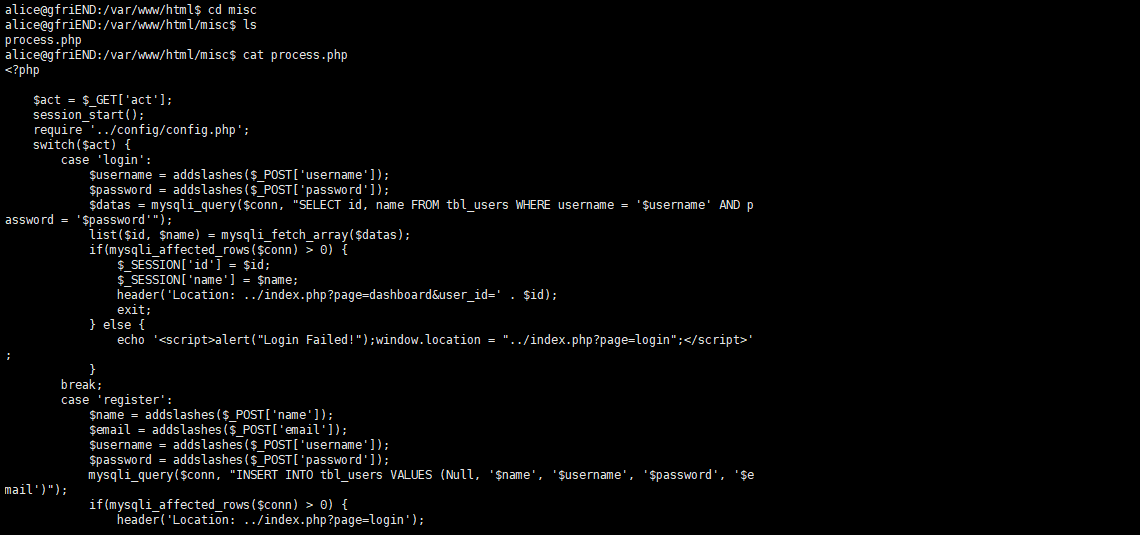 alice@gfriEND:/var/www/html$ cd misc
alice@gfriEND:/var/www/html/misc$ ls
process.php
alice@gfriEND:/var/www/html/misc$ cat process.php
<?php

    $act = $_GET['act'];
    session_start();
    require '../config/config.php';
    switch($act) {
        case 'login':
            $username = addslashes($_POST['username']);
            $password = addslashes($_POST['password']);
            $datas = mysqli_query($conn, "SELECT id, name FROM tbl_users WHERE username = '$username' AND p
assword = '$password'");
            list($id, $name) = mysqli_fetch_array($datas);
            if(mysqli_affected_rows($conn) > 0) {
                $_SESSION['id'] = $id;
                $_SESSION['name'] = $name;
                header('Location: ../index.php?page=dashboard&user_id=' . $id);
                exit;
            } else {
                echo '<script>alert("Login Failed!");window.location = "../index.php?page=login";</script>'
;
            }
        break;
        case 'register':
            $name = addslashes($_POST['name']);
            $email = addslashes($_POST['email']);
            $username = addslashes($_POST['username']);
            $password = addslashes($_POST['password']);
            mysqli_query($conn, "INSERT INTO tbl_users VALUES (Null, '$name', '$username', '$password', '$e
mail')");
            if(mysqli_affected_rows($conn) > 0) {
                header('Location: ../index.php?page=login');